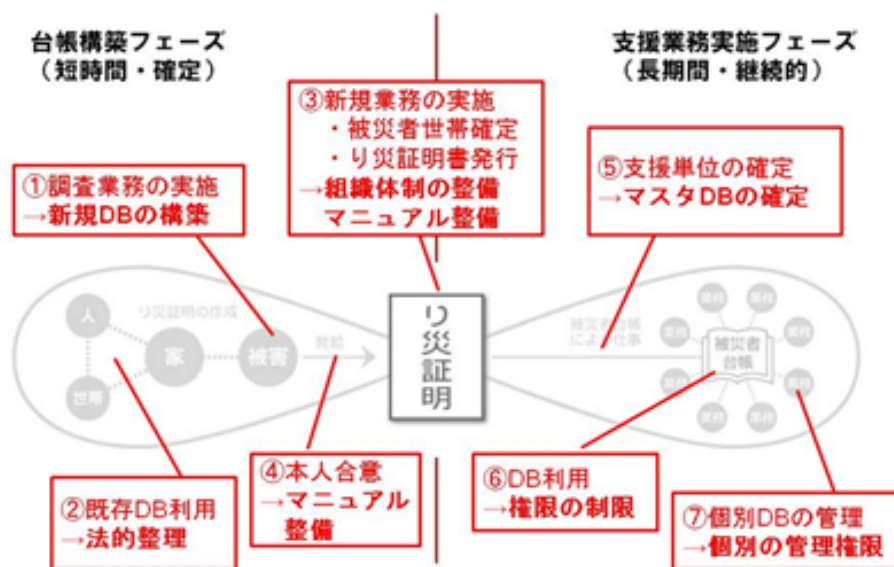 台帳構築フェーズ
（短時間・確定）
支援業務実施フェーズ
（長期間・継続的）
③新規業務の実施
・被災者世帯確定
・り災証明書発行
→組織体制の整備
マニュアル整備
①調査業務の実施
→新規DBの構築
⑤支援単位の確定
→マスタDBの確定
人
り災証明の作成
家
被害
世帯
発給
り災証明
被災者台帳
による仕事
被災者
台帳
業務
業務
業務
業務
業務
業務
業務
業務
②既存DB利用
→法的整理
④本人合意
→マニュアル
整備
⑥DB利用
→権限の制限
⑦個別DBの管理
→個別の管理権限